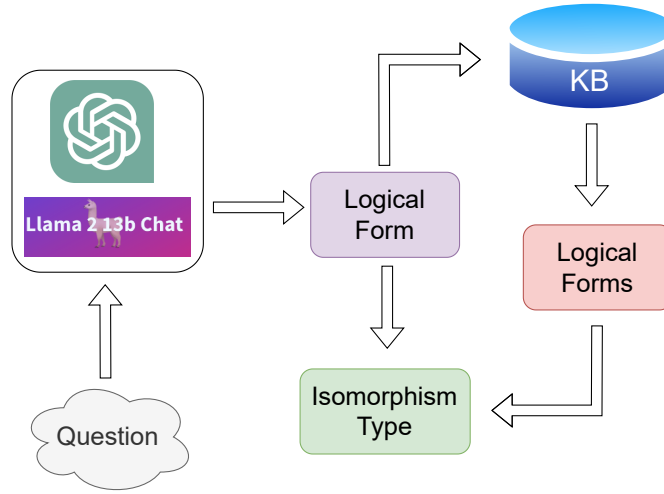 KB
Llama 2 13b Chat
Logical
Form
Logical
Forms
Isomorphism
Type
Question